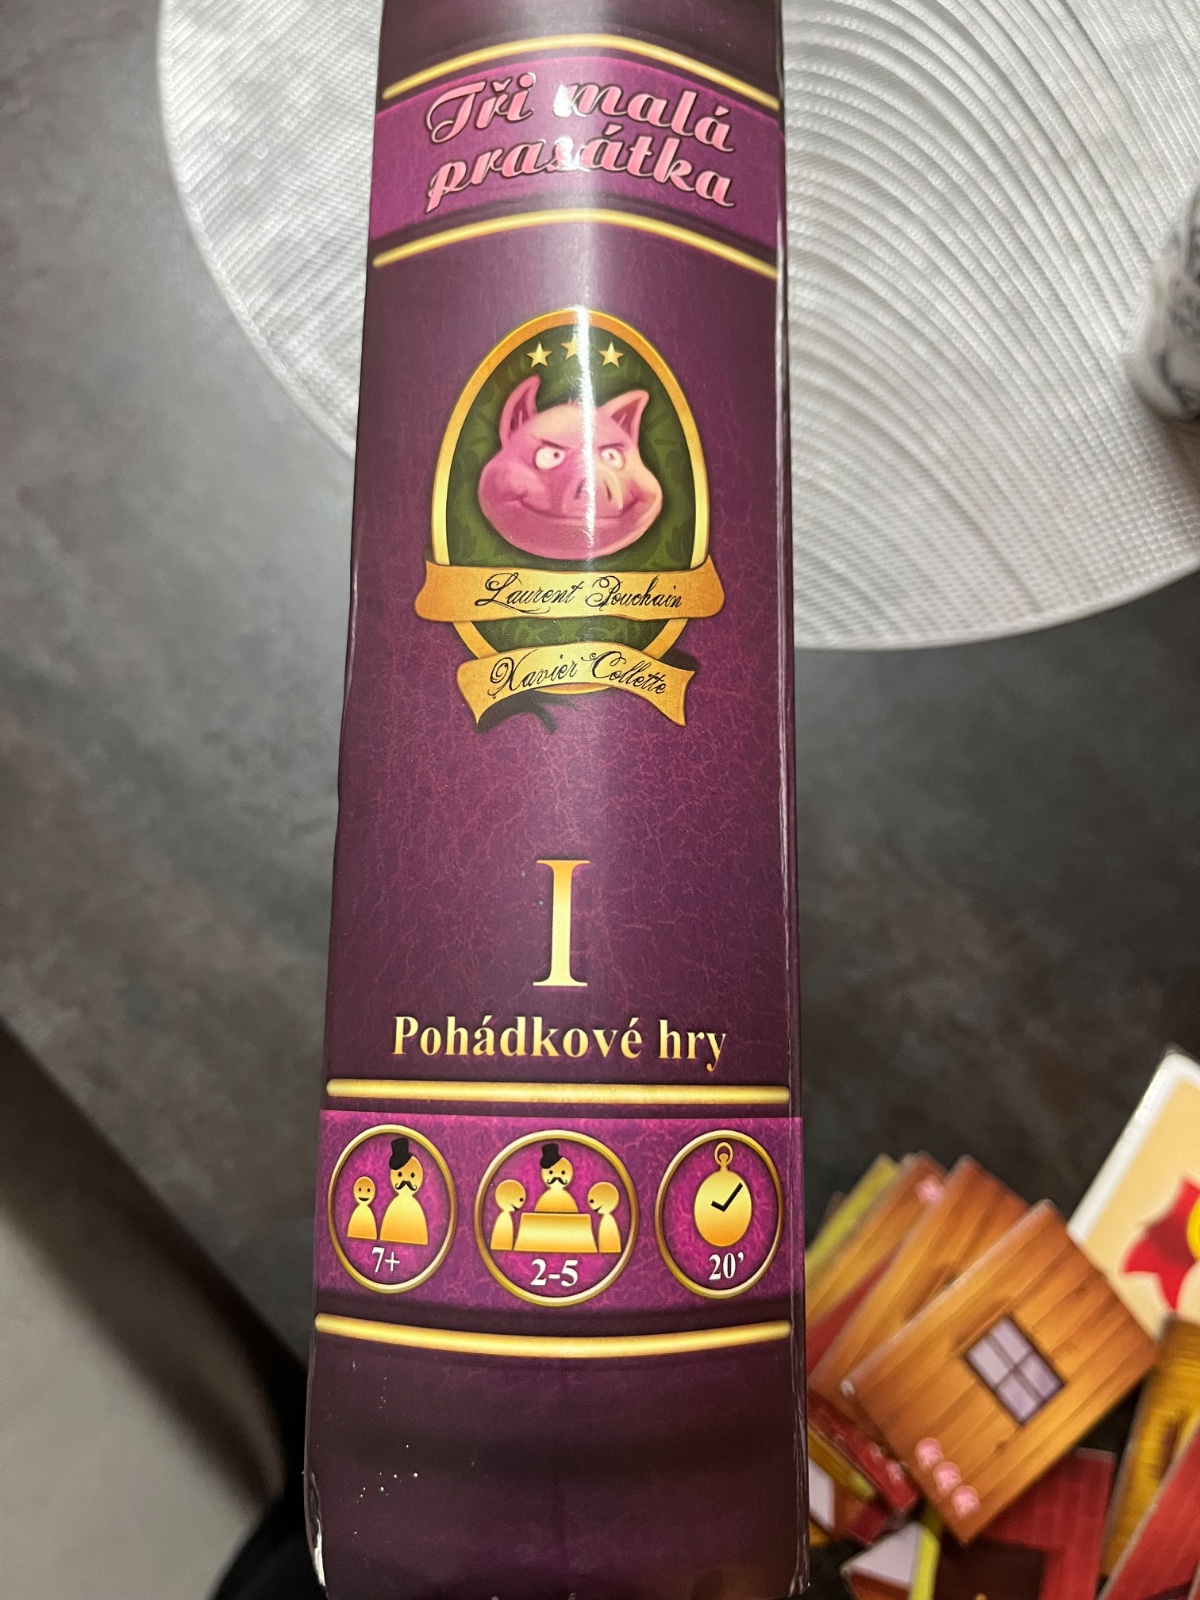 Tři malá
prasátka
Laurent Pouchain
Xavier Collette
I
Pohádkové hry
7+
2-5
20’